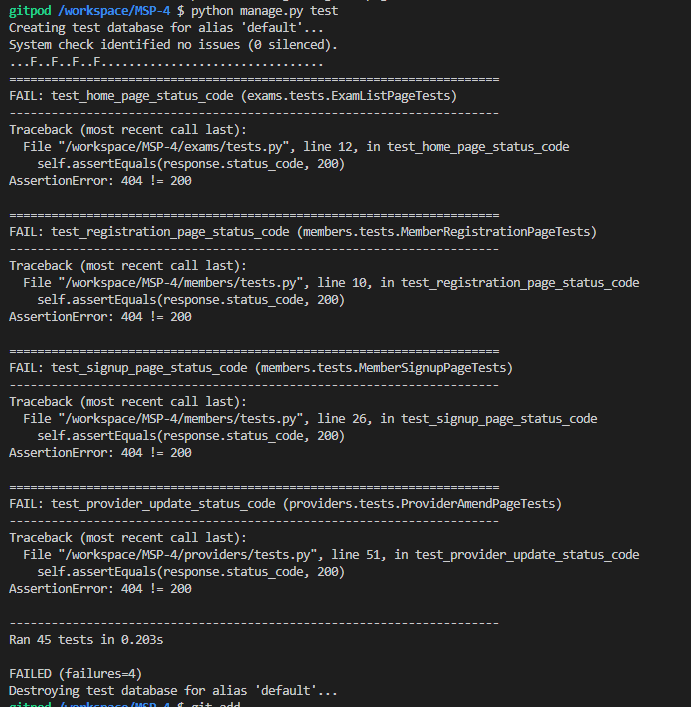 gitpod /workspace/MSP-4 $ python manage.py test
Creating test database for alias 'default'...
System check identified no issues (0 silenced).
...F..F..F..F................................
======================================================================
FAIL: test_home_page_status_code (exams.tests.ExamListPageTests)
----------------------------------------------------------------------
Traceback (most recent call last):
  File "/workspace/MSP-4/exams/tests.py", line 12, in test_home_page_status_code
    self.assertEquals(response.status_code, 200)
AssertionError: 404 != 200

======================================================================
FAIL: test_registration_page_status_code (members.tests.MemberRegistrationPageTests)
----------------------------------------------------------------------
Traceback (most recent call last):
  File "/workspace/MSP-4/members/tests.py", line 10, in test_registration_page_status_code
    self.assertEquals(response.status_code, 200)
AssertionError: 404 != 200

======================================================================
FAIL: test_signup_page_status_code (members.tests.MemberSignupPageTests)
----------------------------------------------------------------------
Traceback (most recent call last):
  File "/workspace/MSP-4/members/tests.py", line 26, in test_signup_page_status_code
    self.assertEquals(response.status_code, 200)
AssertionError: 404 != 200

======================================================================
FAIL: test_provider_update_status_code (providers.tests.ProviderAmendPageTests)
----------------------------------------------------------------------
Traceback (most recent call last):
  File "/workspace/MSP-4/providers/tests.py", line 51, in test_provider_update_status_code
    self.assertEquals(response.status_code, 200)
AssertionError: 404 != 200

----------------------------------------------------------------------
Ran 45 tests in 0.203s

FAILED (failures=4)
Destroying test database for alias 'default'...
gitpod /workspace/MSP-4 $ git add